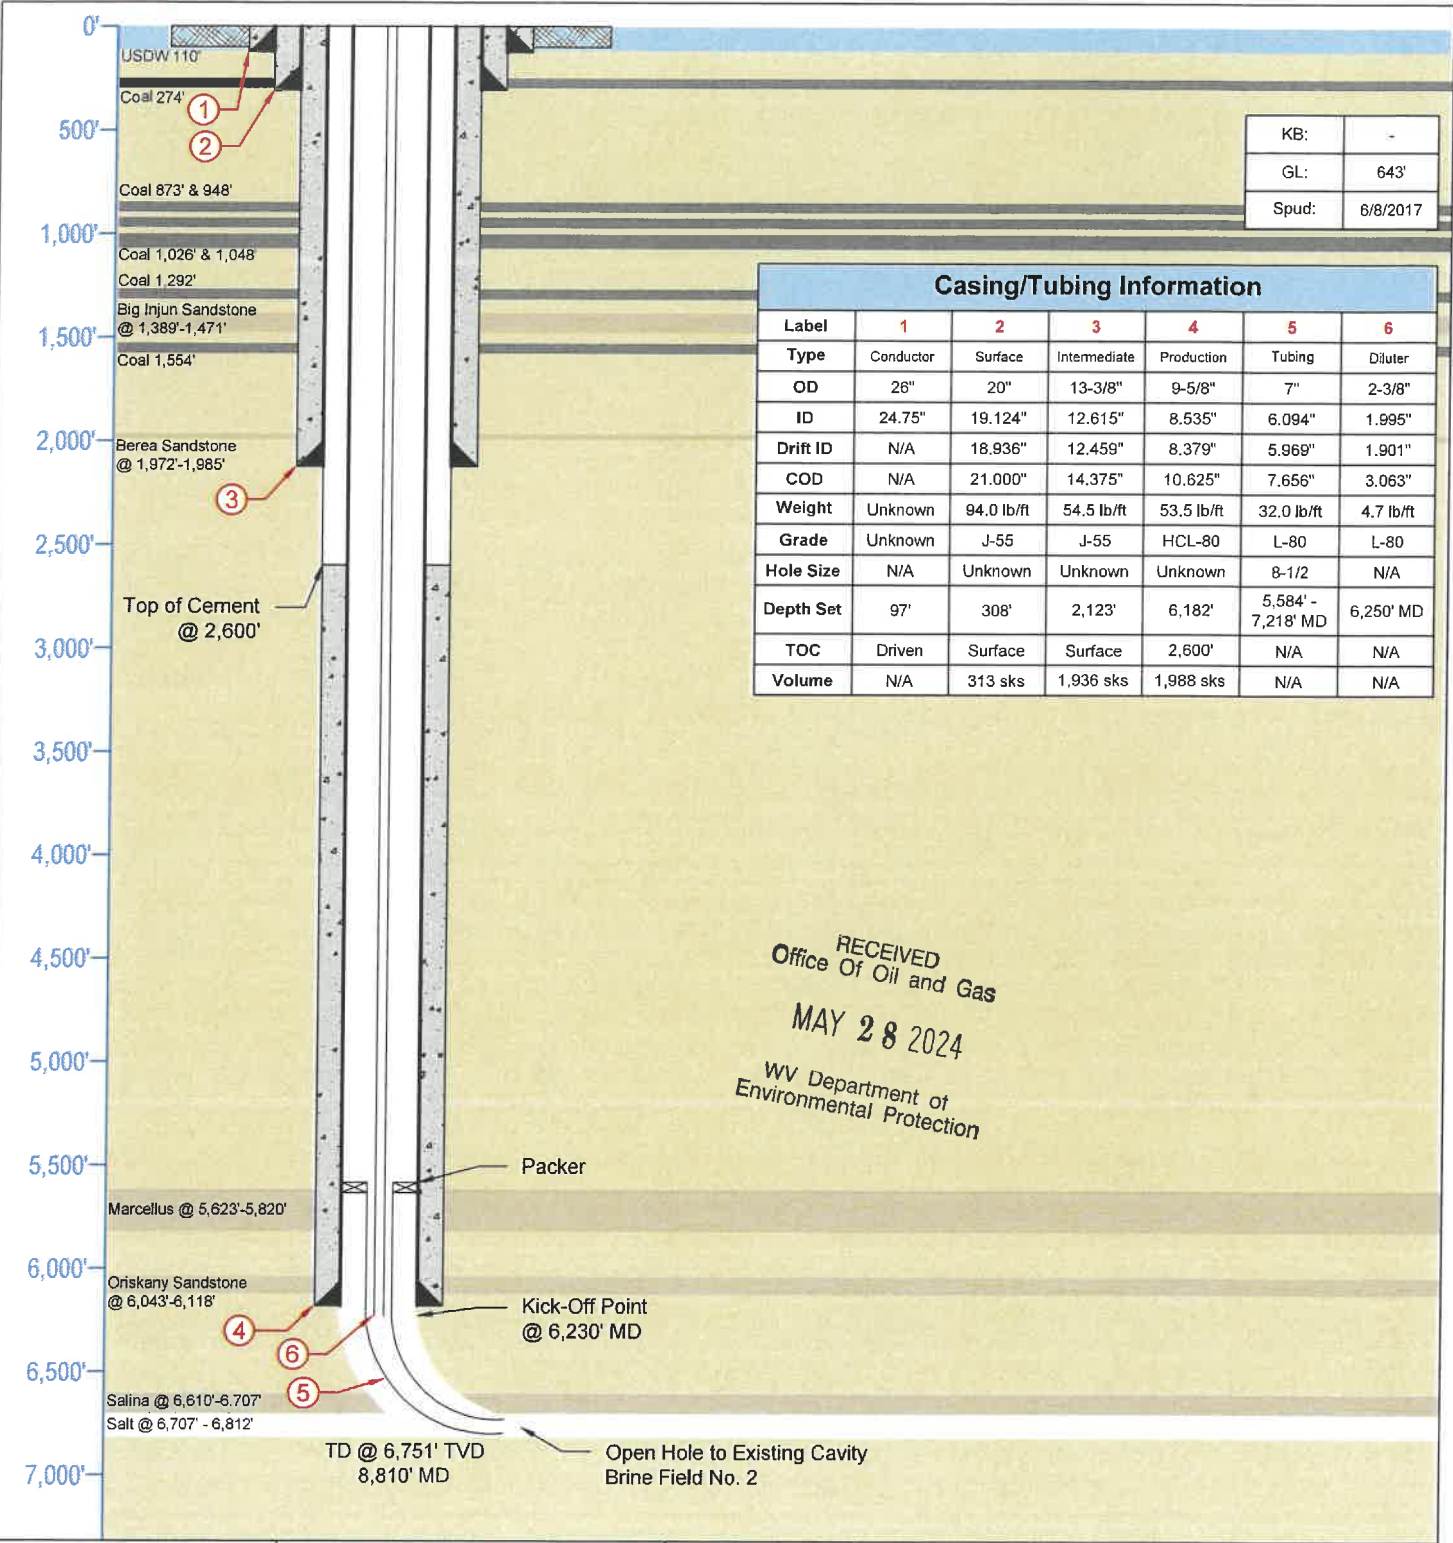 0'
USDW 110'
Coal 274'
1
2
500'
Coal 873' & 948'
1,000'
Coal 1,026' & 1,048'
Coal 1,292'
Big Injun Sandstone
@ 1,389'-1,471'
1,500'
Coal 1,554'
2,000'
Berea Sandstone
@ 1,972'-1,985'
3
2,500'
Top of Cement
@ 2,600'
3,000'
3,500'
4,000'
4,500'
5,000'
5,500'
Packer
Marcellus @ 5,623'-5,820'
6,000'
Oriskany Sandstone
@ 6,043'-6,118'
4
Kick-Off Point
@ 6,230' MD
6
6,500'
5
Salina @ 6,610'-6.707'
Salt @ 6,707' - 6,812'
TD @ 6,751' TVD
8,810' MD
Open Hole to Existing Cavity
Brine Field No. 2
7,000'
KB: -
GL: 643'
Spud: 6/8/2017
Casing/Tubing Information
Label 1 2 3 4 5 6
Type Conductor Surface Intermediate Production Tubing Diluter
OD 26" 20" 13-3/8" 9-5/8" 7" 2-3/8"
ID 24.75" 19.124" 12.615" 8.535" 6.094" 1.995"
Drift ID N/A 18.936" 12.459" 8.379" 5.969" 1.901"
COD N/A 21.000" 14.375" 10.625" 7.656" 3.063"
Weight Unknown 94.0 lb/ft 54.5 lb/ft 53.5 lb/ft 32.0 lb/ft 4.7 lb/ft
Grade Unknown J-55 J-55 HCL-80 L-80 L-80
Hole Size N/A Unknown Unknown Unknown 8-1/2 N/A
Depth Set 97' 308' 2,123' 6,182' 5,584' - 7,218' MD 6,250' MD
TOC Driven Surface Surface 2,600' N/A N/A
Volume N/A 313 sks 1,936 sks 1,988 sks N/A N/A
RECEIVED
Office Of Oil and Gas
MAY 28 2024
WV Department of
Environmental Protection